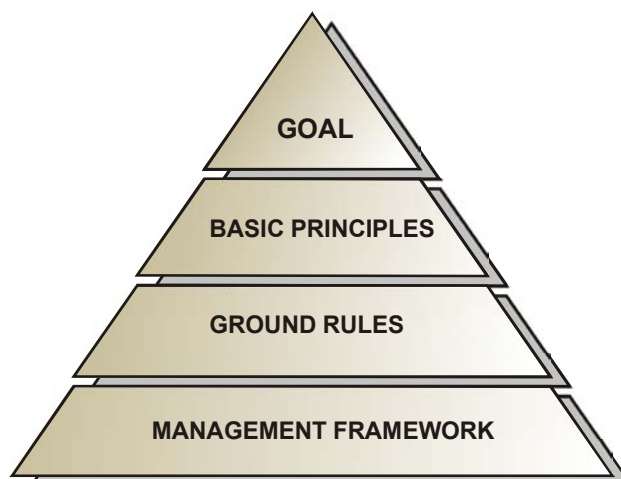 GOAL
BASIC PRINCIPLES
GROUND RULES
MANAGEMENT FRAMEWORK